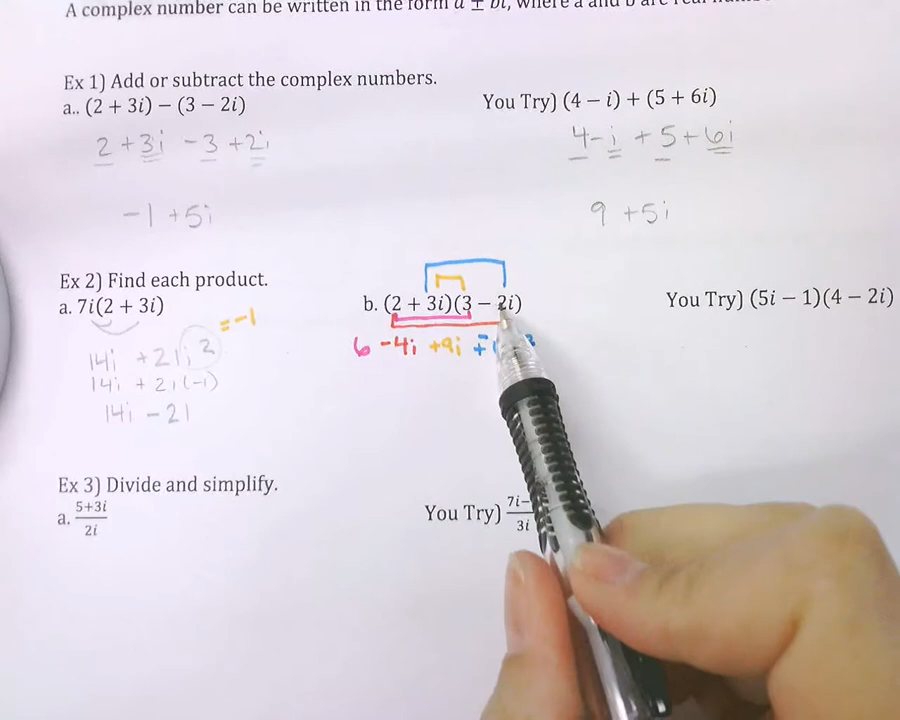 A complex number can be written in the form a ± bi, where a and b are real
Ex 1) Add or subtract the complex numbers.
a.. (2 + 3i) − (3 − 2i)
You Try) (4 − i) + (5 + 6i)
2 + 3i - 3 + 2i
4 - i + 5 + 6i
-1 + 5i
9 + 5i
Ex 2) Find each product.
a. 7i(2 + 3i)
b. (2 + 3i)(3 − 2i)
You Try) (5i − 1)(4 − 2i)
= -1
14i + 21i²
6 -4i +9i
14i + 21(-1)
14i - 21
Ex 3) Divide and simplify.
a. 5+3i/2i
You Try) 7i−/3i